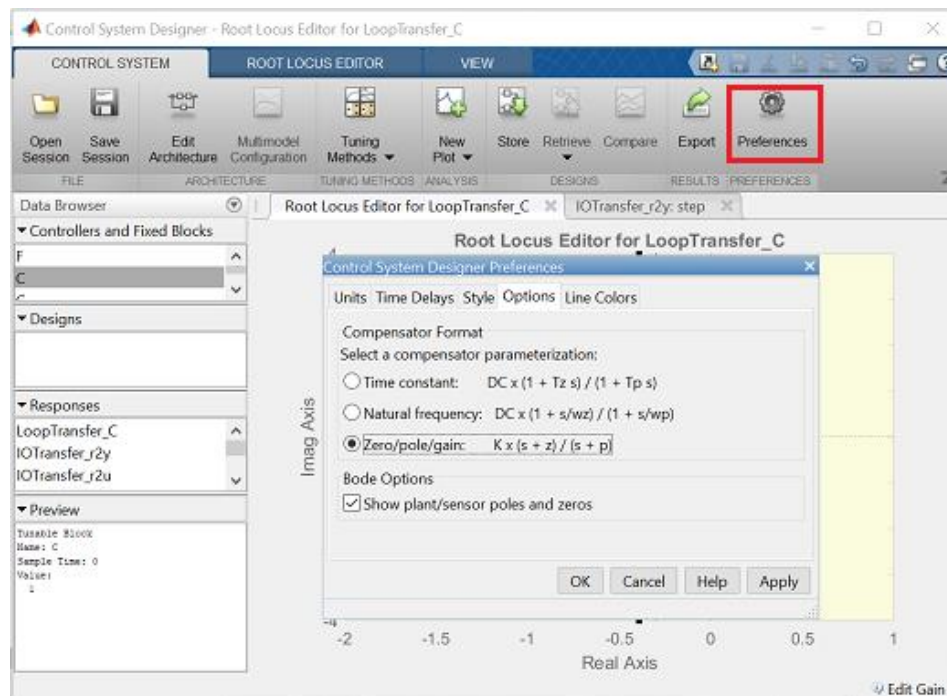 Control System Designer - Root Locus Editor for LoopTransfer_C
CONTROL SYSTEM ROOT LOCUS EDITOR VIEW
Open Session Save Session Edit Architecture Multimodel Configuration Tuning Methods New Plot Store Retrieve Compare Export Preferences
FILE ARCHITECTURE TUNING METHODS ANALYSIS DESIGNS RESULTS PREFERENCES
Data Browser
Root Locus Editor for LoopTransfer_C IOTransfer_r2y: step
Controllers and Fixed Blocks
F
C
Designs
Responses
LoopTransfer_C
IOTransfer_r2y
IOTransfer_r2u
Preview
Tunable Block
Name: C
Sample Time: 0
Value:
1
Root Locus Editor for LoopTransfer_C
Control System Designer Preferences
Units Time Delays Style Options Line Colors
Compensator Format
Select a compensator parameterization:
Time constant: DC x (1 + Tz s) / (1 + Tp s)
Natural frequency: DC x (1 + s/wz) / (1 + s/wp)
Zero/pole/gain: K x (s + z) / (s + p)
Bode Options
Show plant/sensor poles and zeros
OK Cancel Help Apply
Imag Axis
-4
-2 -1.5 -1 -0.5 0 0.5 1
Real Axis
Edit Gain